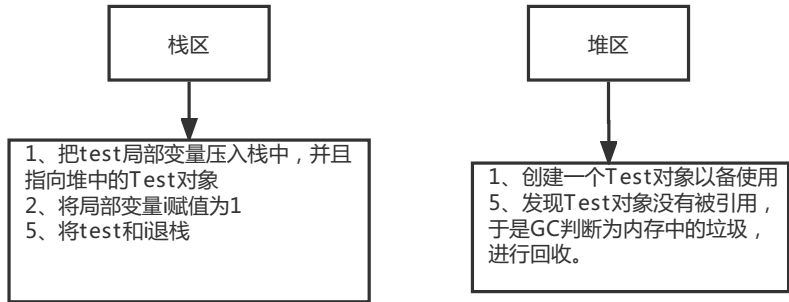 栈区
堆区
1、把test局部变量压入栈中，并且
指向堆中的Test对象
2、将局部变量i赋值为1
5、将test和i退栈
1、创建一个Test对象以备使用
5、发现Test对象没有被引用，
于是GC判断为内存中的垃圾，
进行回收。